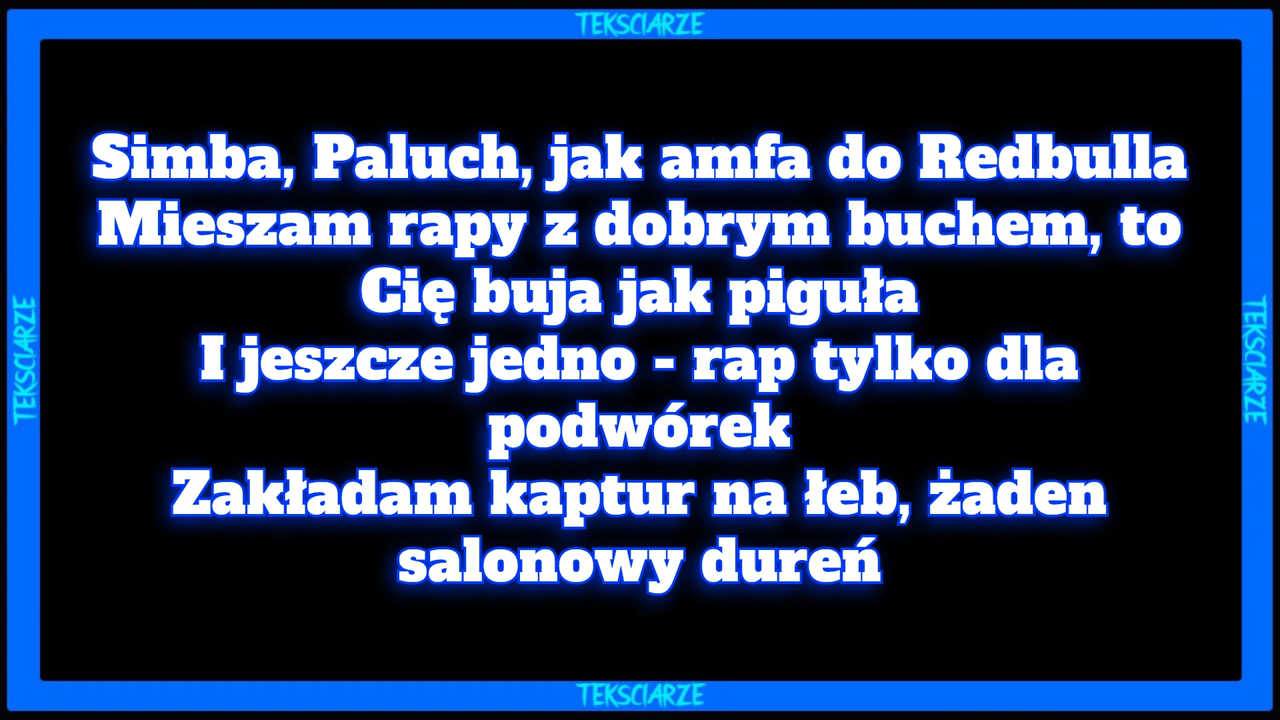 TEKSCIARZE
Simba, Paluch, jak amfa do Redbulla
Mieszam rapy z dobrym buchem, to
Cię buja jak piguła
I jeszcze jedno - rap tylko dla
podwórek
Zakładam kaptur na łeb, żaden
salonowy dureń
TEKSCIARZE
TEKSCIARZE
TEKSCIARZE